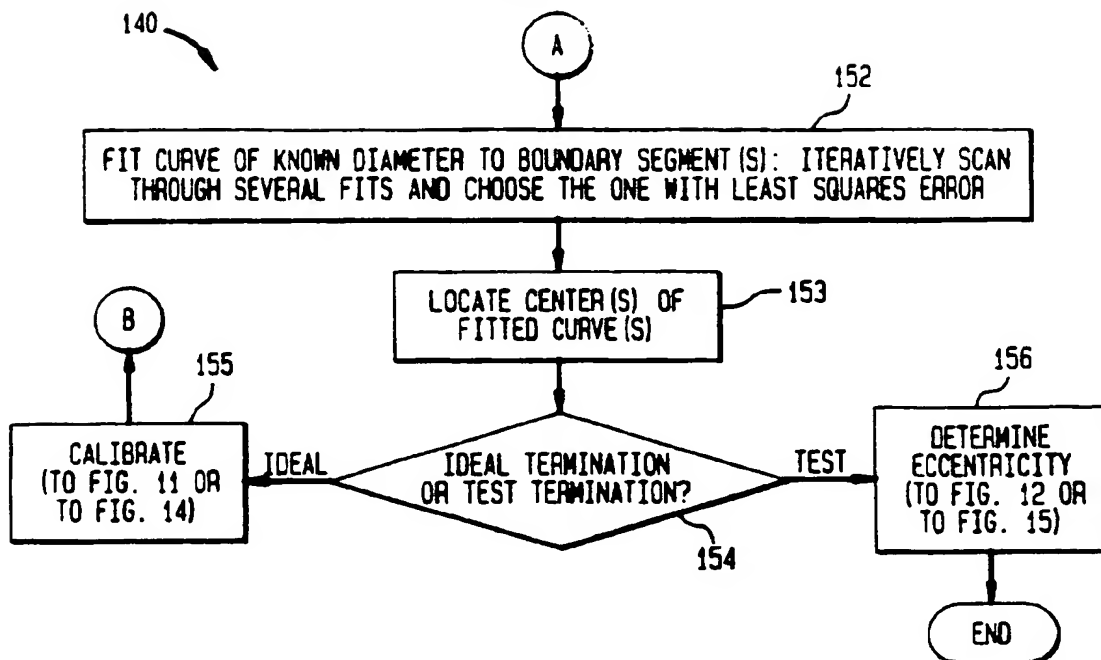 140
A
152
FIT CURVE OF KNOWN DIAMETER TO BOUNDARY SEGMENT(S): ITERATIVELY SCAN
THROUGH SEVERAL FITS AND CHOOSE THE ONE WITH LEAST SQUARES ERROR
LOCATE CENTER(S) OF
FITTED CURVE(S)
153
B
155
CALIBRATE
(TO FIG. 11 OR
TO FIG. 14)
IDEAL
IDEAL TERMINATION
OR TEST TERMINATION?
154
TEST
156
DETERMINE
ECCENTRICITY
(TO FIG. 12 OR
TO FIG. 15)
END